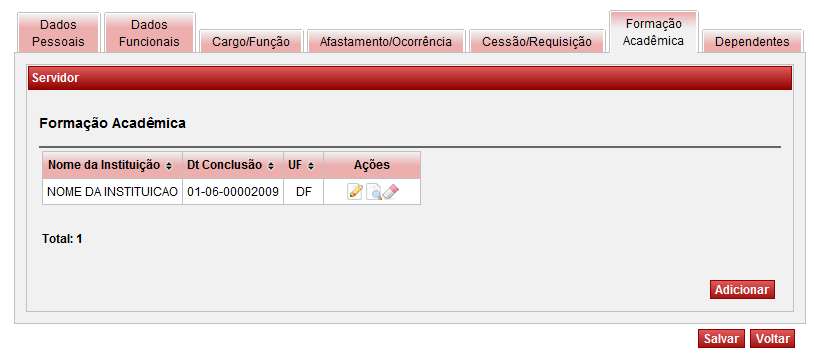 Dados Pessoais
Dados Funcionais
Cargo/Função
Afastamento/Ocorrência
Cessão/Requisição
Formação Acadêmica
Dependentes
Servidor
Formação Acadêmica
Nome da Instituição Dt Conclusão UF Ações
NOME DA INSTITUICAO 01-06-00002009 DF
Total: 1
Adicionar
Salvar Voltar